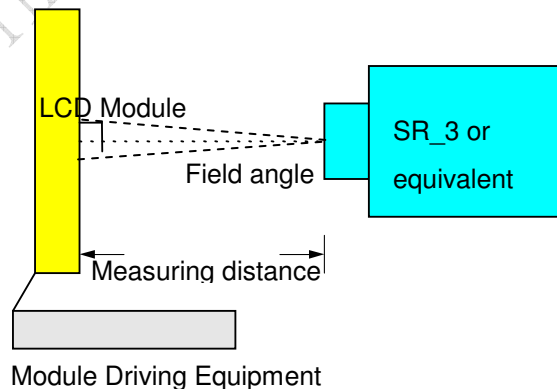 LCD Module
SR_3 or
equivalent
Field angle
Measuring distance
Module Driving Equipment